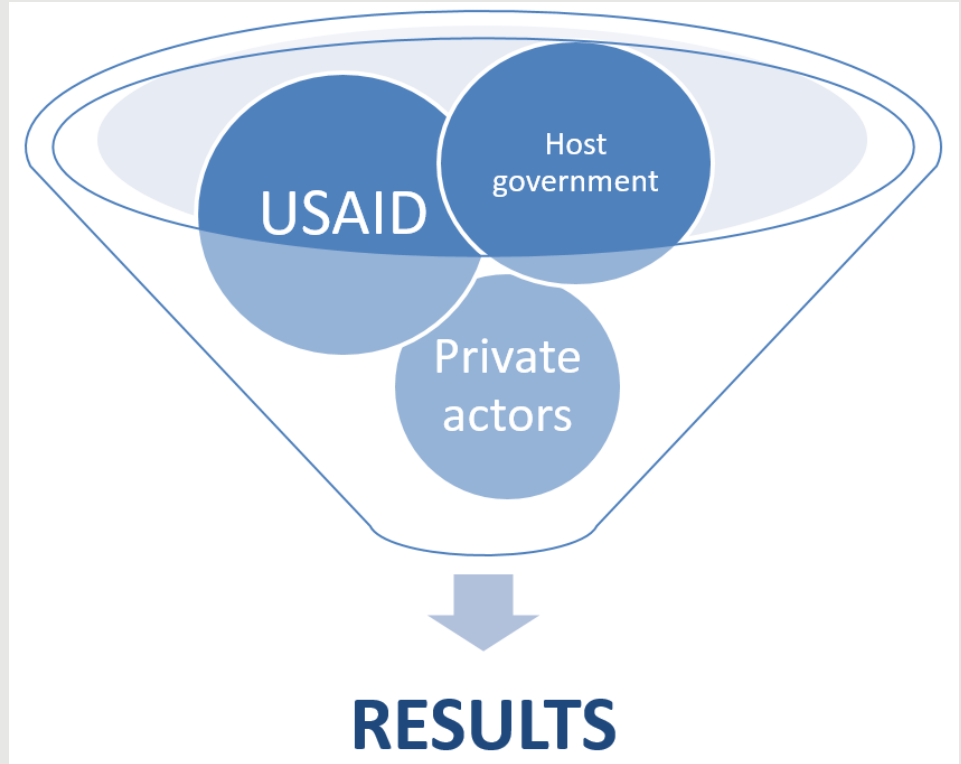 Host
government
USAID
Private
actors
RESULTS